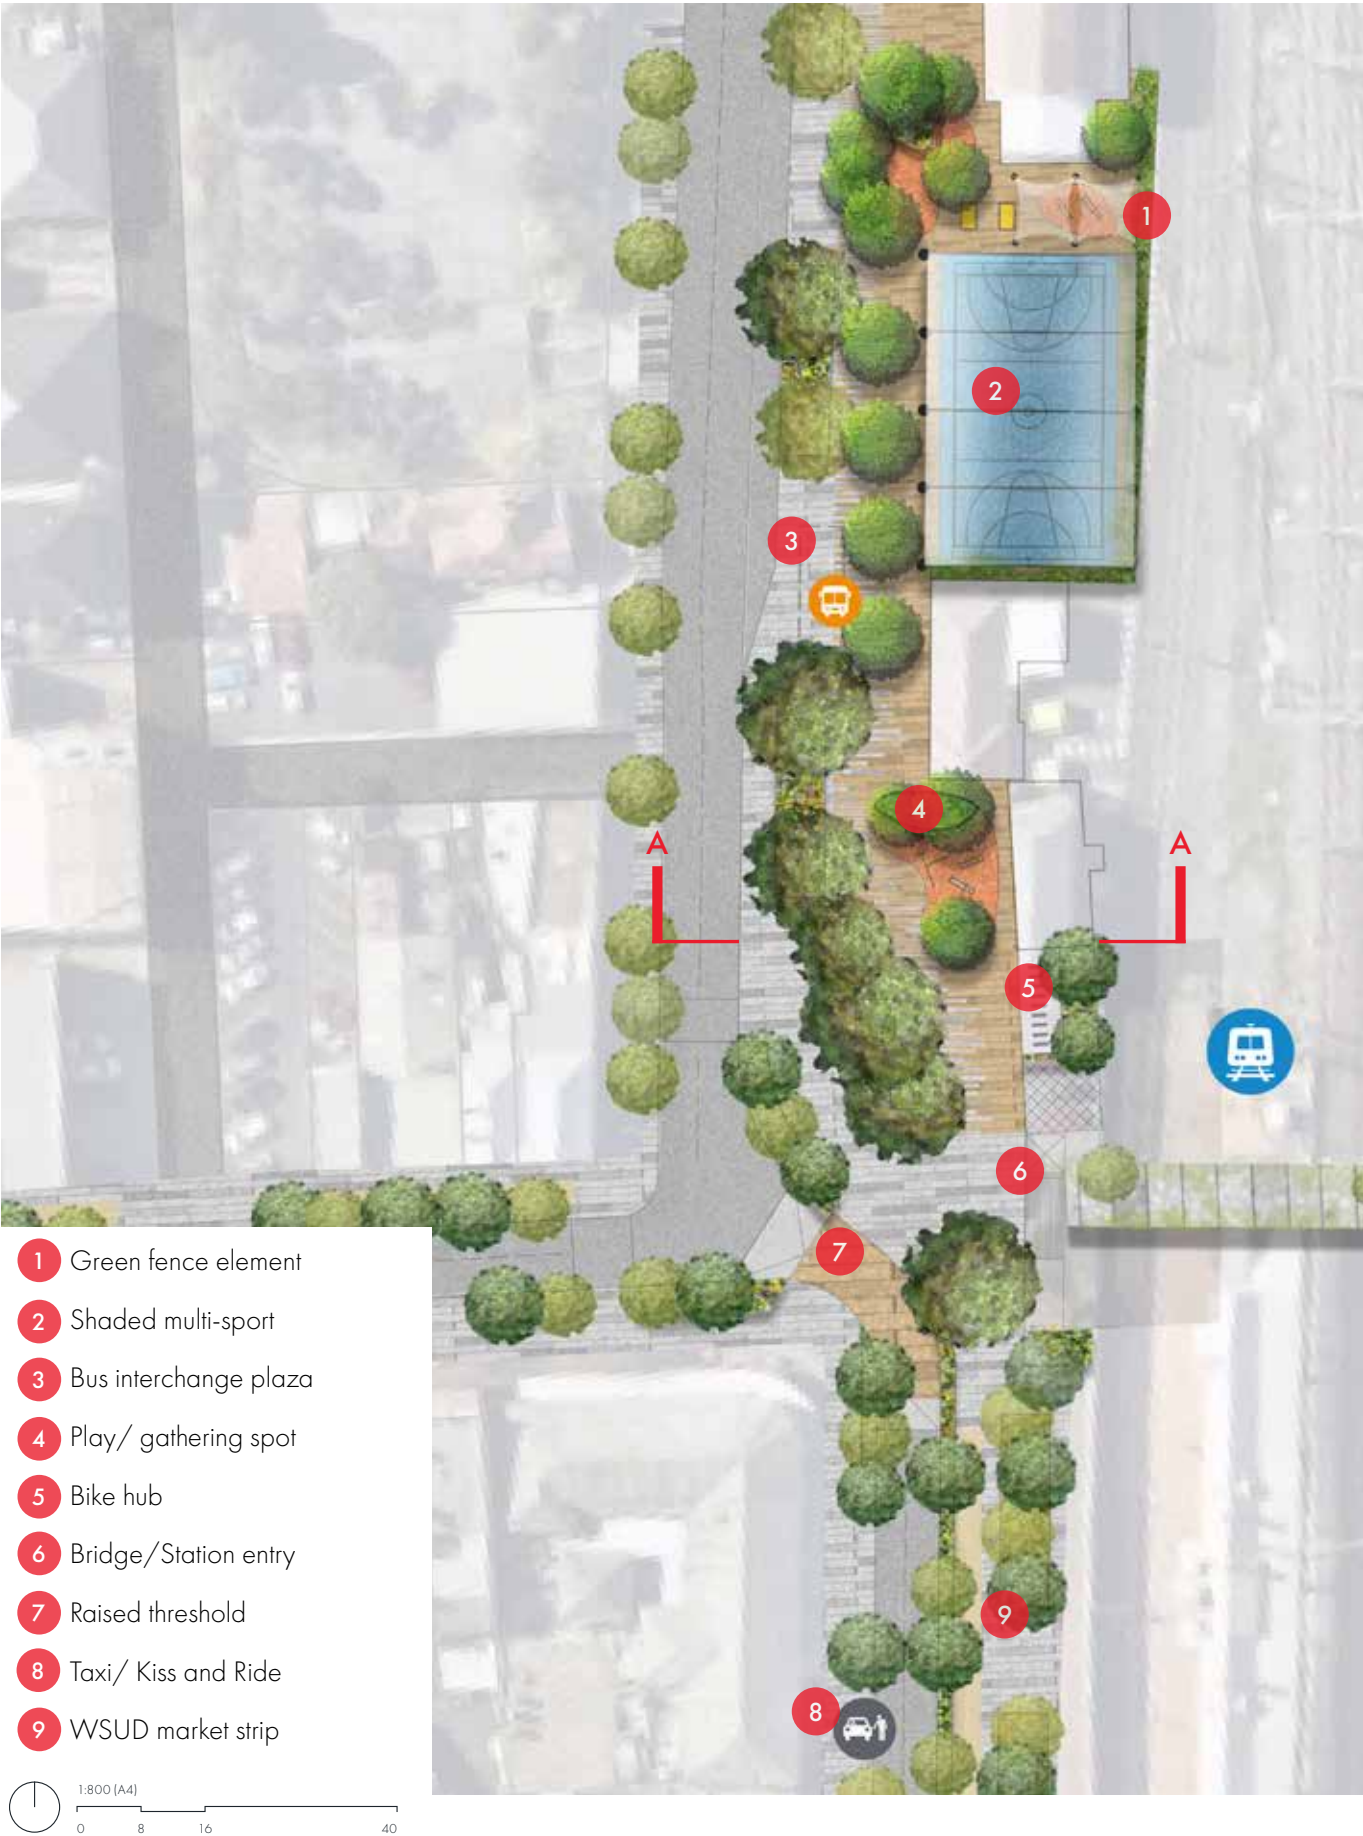 1
2
3
4
A A
5
6
7
9
8
1 Green fence element
2 Shaded multi-sport
3 Bus interchange plaza
4 Play/ gathering spot
5 Bike hub
6 Bridge/Station entry
7 Raised threshold
8 Taxi/ Kiss and Ride
9 WSUD market strip
1:800 (A4)
0 8 16 40